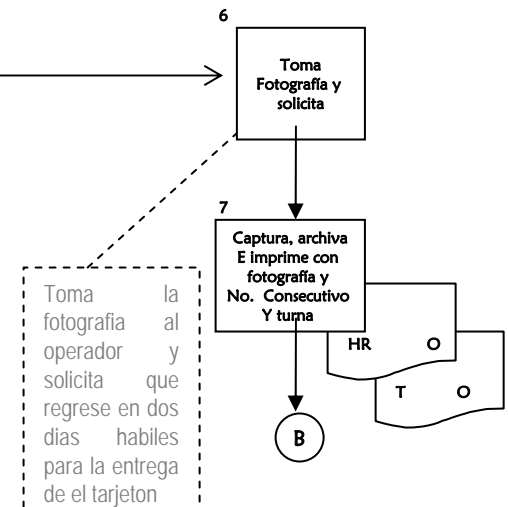 6
Toma
Fotografía y
solicita
7
Captura, archiva
E imprime con
fotografía y
No. Consecutivo
Y turna
HR O
T O
B
Toma la
fotografia al
operador y
solicita que
regrese en dos
dias habiles
para la entrega
de el tarjeton